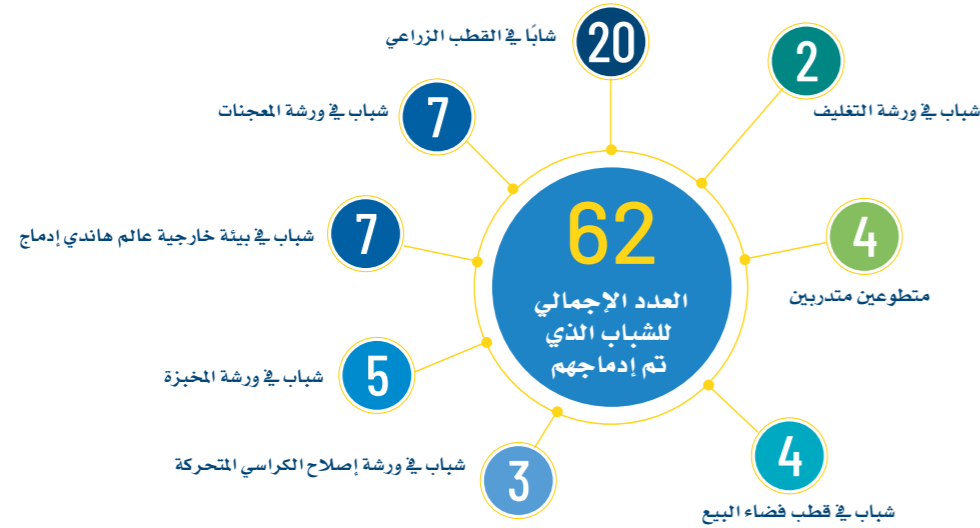 20
شابًا في القطب الزراعي
2
شباب في ورشة التغليف
7
شباب في ورشة المعجنات
7
شباب في بيئة خارجية عالم هاندي إدماج
4
متطوعين متدربين
62
العدد الإجمالي
للشباب الذي
تم إدماجهم
5
شباب في ورشة المخبزة
3
شباب في ورشة إصلاح الكراسي المتحركة
4
شباب في قطب فضاء البيع